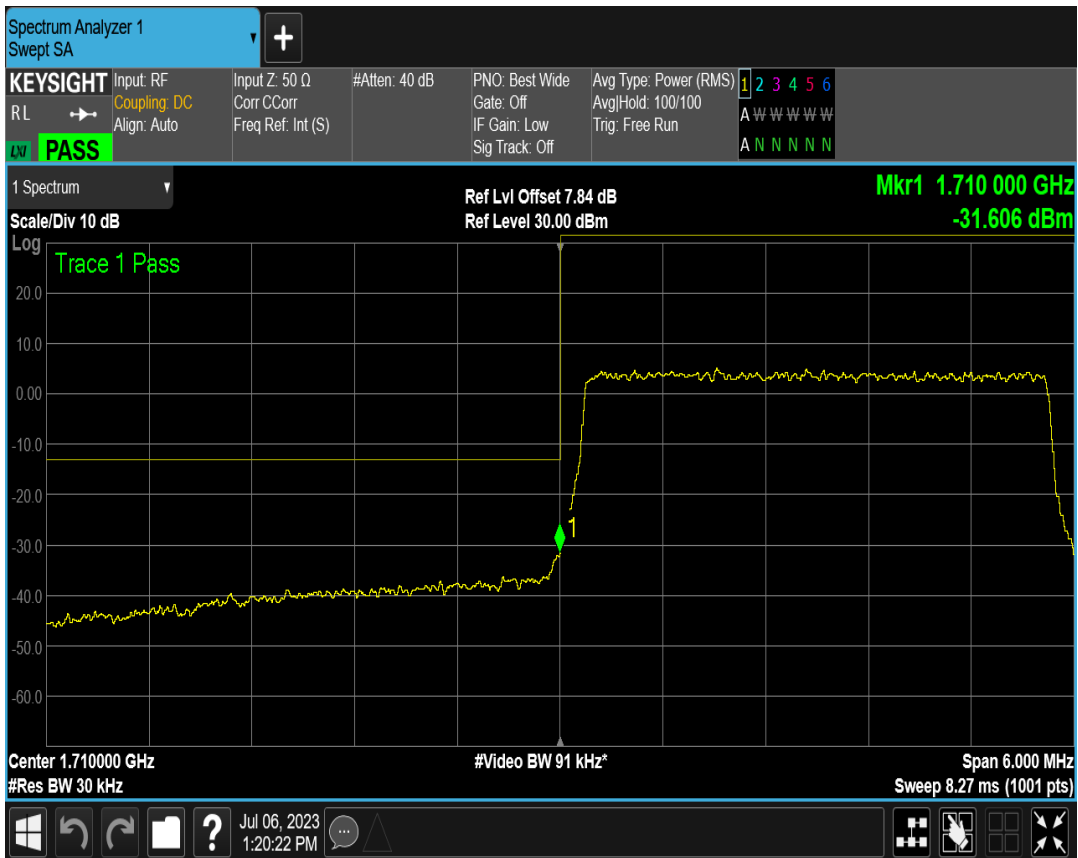 Spectrum Analyzer 1
Swept SA
+
KEYSIGHT
RL
LXI PASS
Input: RF
Coupling: DC
Align: Auto
Input Z: 50 Ω
Corr CCorr
Freq Ref: Int (S)
#Atten: 40 dB
PNO: Best Wide
Gate: Off
IF Gain: Low
Sig Track: Off
Avg Type: Power (RMS)
Avg|Hold: 100/100
Trig: Free Run
1 2 3 4 5 6
A W W W W W
A N N N N N
1 Spectrum
Scale/Div 10 dB
Ref Lvl Offset 7.84 dB
Ref Level 30.00 dBm
Mkr1 1.710 000 GHz
-31.606 dBm
Log
Trace 1 Pass
20.0
10.0
0.00
-10.0
-20.0
1
-30.0
-40.0
-50.0
-60.0
Center 1.710000 GHz
#Res BW 30 kHz
#Video BW 91 kHz*
Span 6.000 MHz
Sweep 8.27 ms (1001 pts)
?
Jul 06, 2023
1:20:22 PM